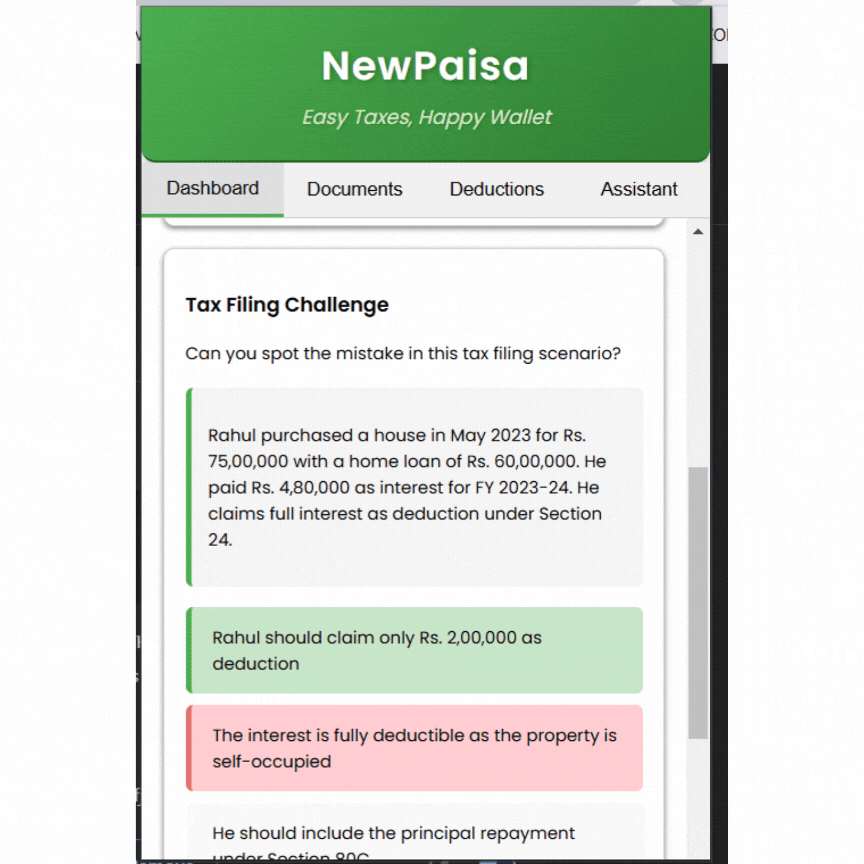 NewPaisa
Easy Taxes, Happy Wallet
Dashboard Documents Deductions Assistant
Tax Filing Challenge
Can you spot the mistake in this tax filing scenario?
Rahul purchased a house in May 2023 for Rs.
75,00,000 with a home loan of Rs. 60,00,000. He
paid Rs. 4,80,000 as interest for FY 2023-24. He
claims full interest as deduction under Section
24.
Rahul should claim only Rs. 2,00,000 as
deduction
The interest is fully deductible as the property is
self-occupied
He should include the principal repayment
under Section 80C